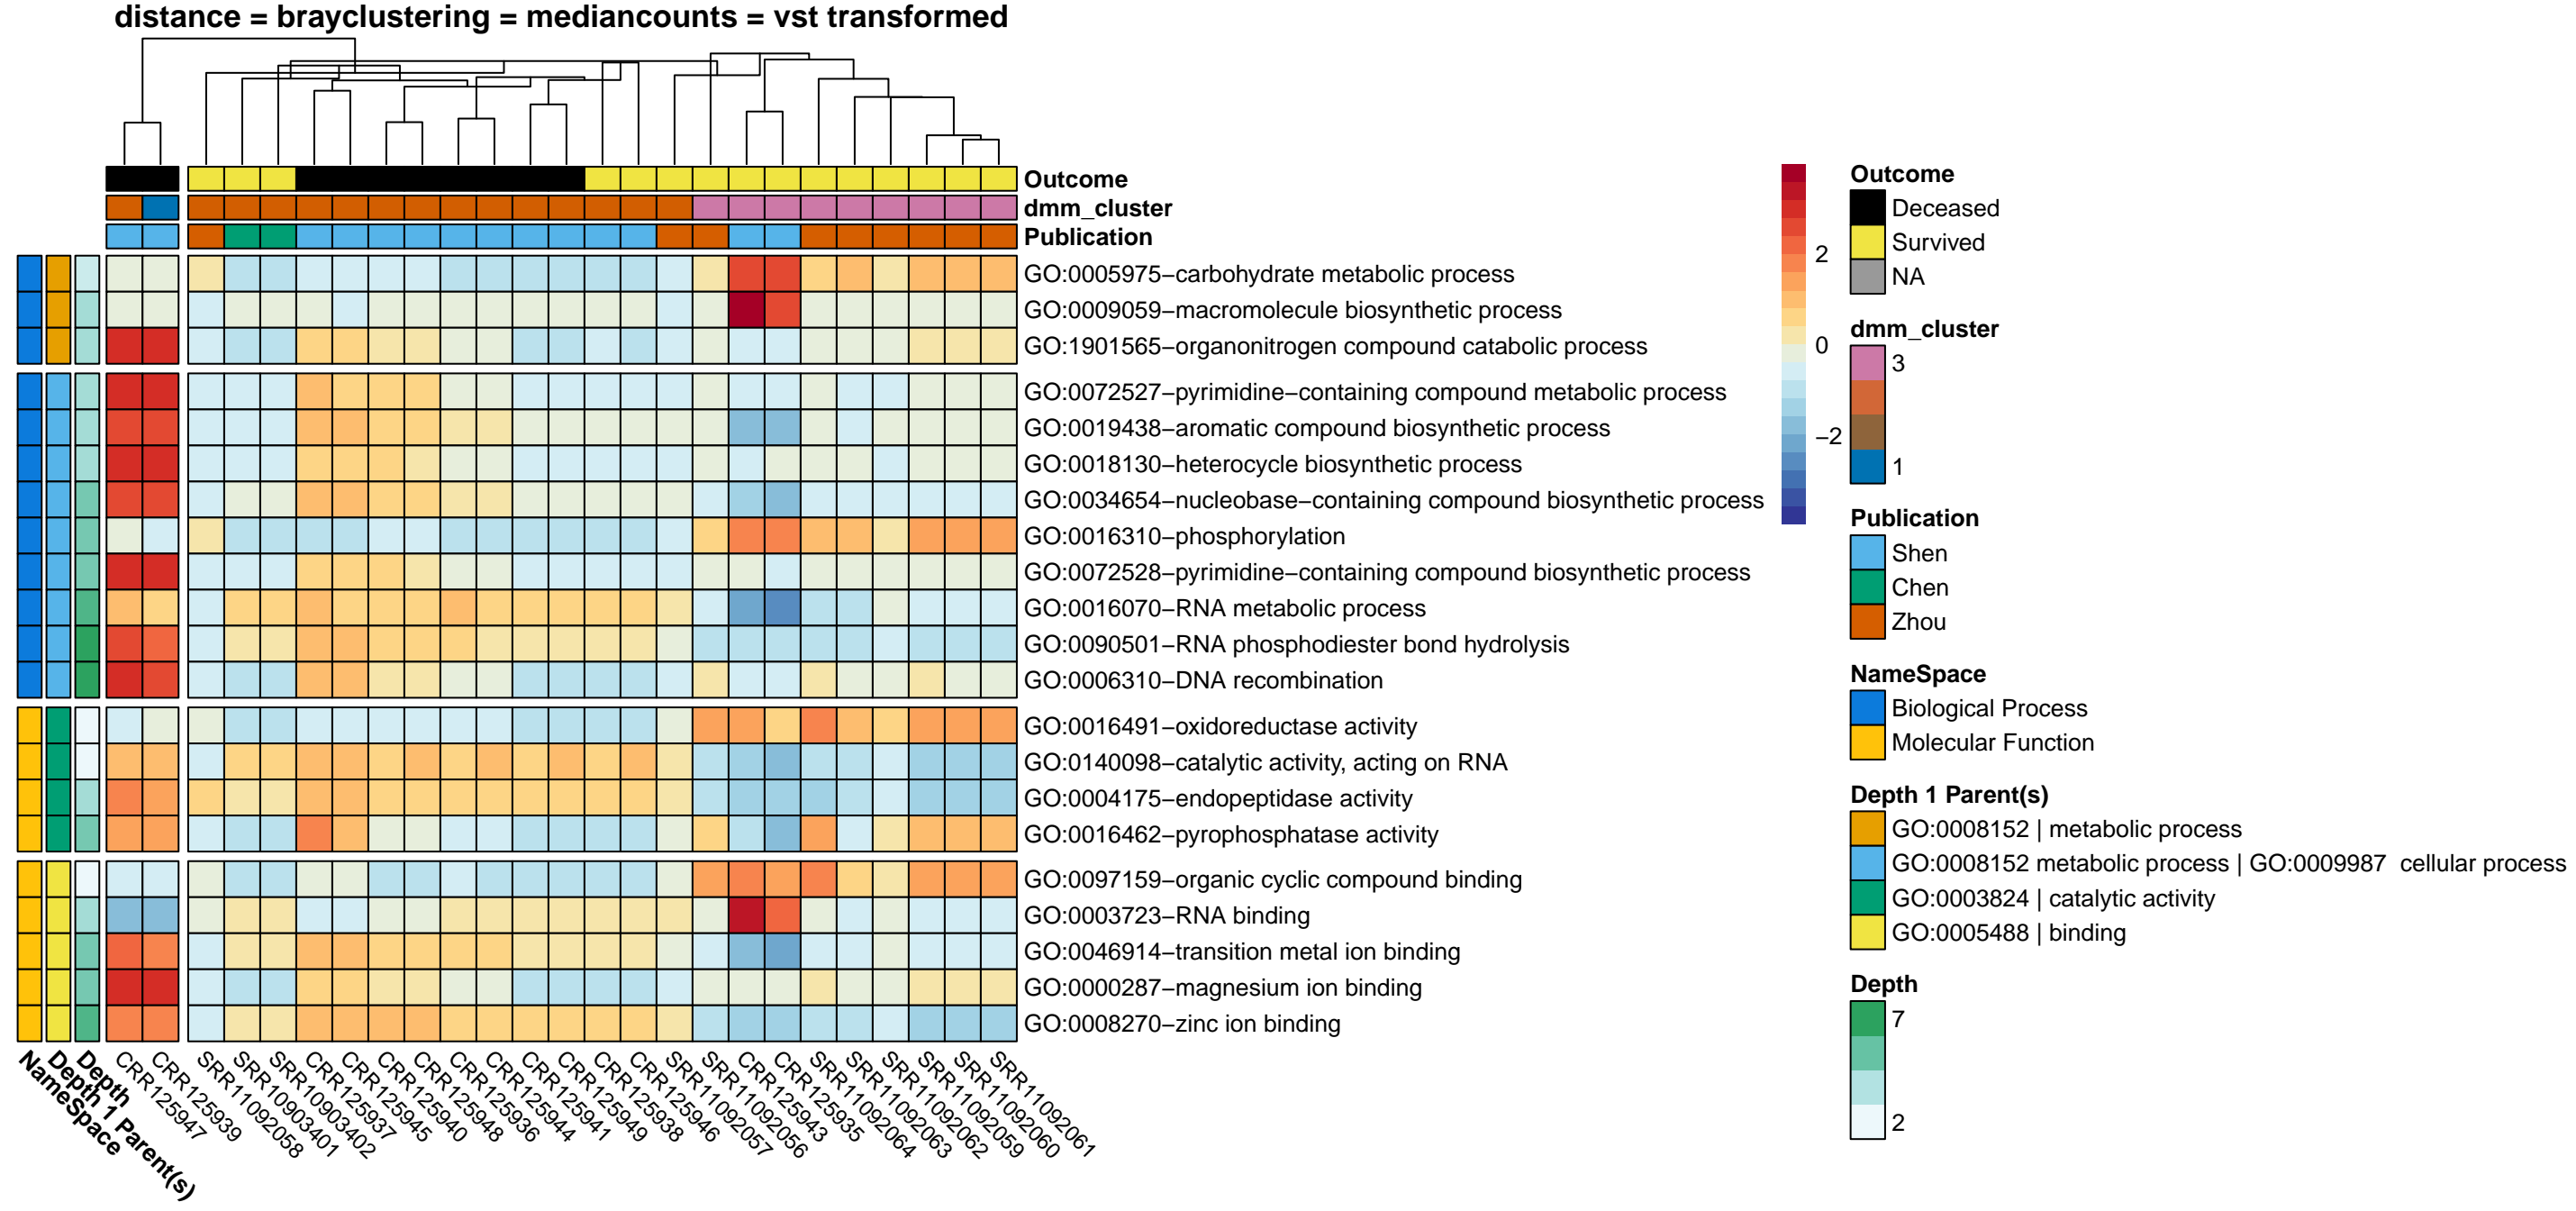 distance = brayclustering = mediancounts = vst transformed
Outcome
dmm_cluster
Publication
GO:0005975−carbohydrate metabolic process
GO:0009059−macromolecule biosynthetic process
GO:1901565−organonitrogen compound catabolic process
GO:0072527−pyrimidine−containing compound metabolic process
GO:0019438−aromatic compound biosynthetic process
GO:0018130−heterocycle biosynthetic process
GO:0034654−nucleobase−containing compound biosynthetic process
GO:0016310−phosphorylation
GO:0072528−pyrimidine−containing compound biosynthetic process
GO:0016070−RNA metabolic process
GO:0090501−RNA phosphodiester bond hydrolysis
GO:0006310−DNA recombination
GO:0016491−oxidoreductase activity
GO:0140098−catalytic activity, acting on RNA
GO:0004175−endopeptidase activity
GO:0016462−pyrophosphatase activity
GO:0097159−organic cyclic compound binding
GO:0003723−RNA binding
GO:0046914−transition metal ion binding
GO:0000287−magnesium ion binding
GO:0008270−zinc ion binding
NameSpace
Depth 1 Parent(s)
Depth
CRR125947
CRR125939
SRR11092058
SRR10903401
SRR10903402
CRR125937
CRR125945
CRR125940
CRR125948
CRR125936
CRR125944
CRR125941
CRR125949
CRR125938
CRR125946
SRR11092057
SRR11092056
CRR125943
CRR125935
SRR11092064
SRR11092063
SRR11092062
SRR11092059
SRR11092060
SRR11092061
2
0
−2
Outcome
Deceased
Survived
NA
dmm_cluster
3
1
Publication
Shen
Chen
Zhou
NameSpace
Biological Process
Molecular Function
Depth 1 Parent(s)
GO:0008152 | metabolic process
GO:0008152 metabolic process | GO:0009987  cellular process
GO:0003824 | catalytic activity
GO:0005488 | binding
Depth
7
2